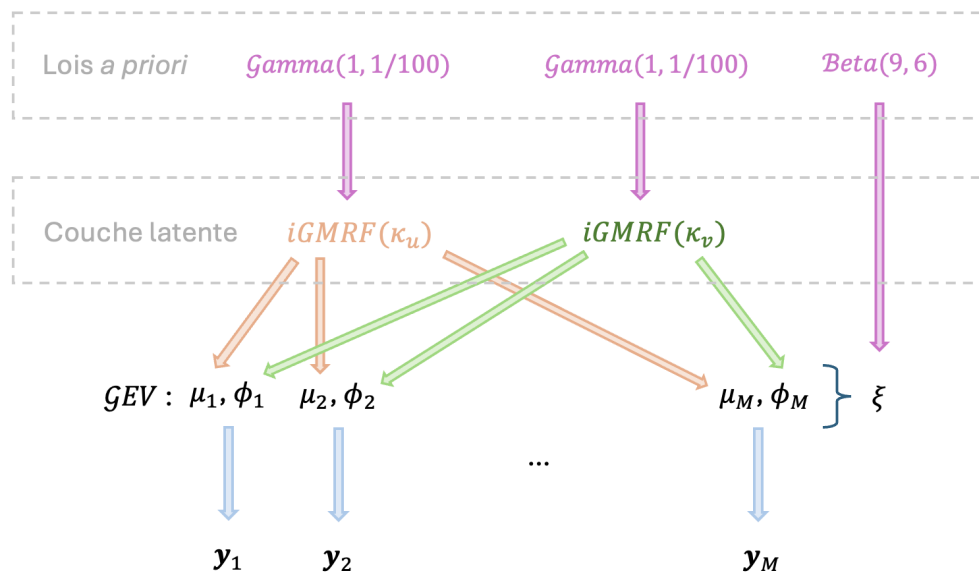 Lois a priori Gamma(1, 1/100) Gamma(1, 1/100) Beta(9, 6)
Couche latente iGMRF(κ_u) iGMRF(κ_v)
GEV : μ_1, ϕ_1 μ_2, ϕ_2 μ_M, ϕ_M } ξ
...
y_1 y_2 y_M